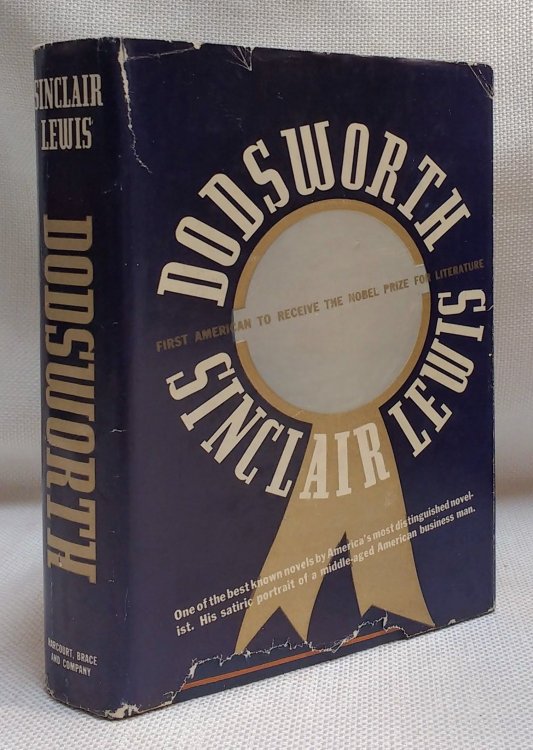 SINCLAIR
LEWIS
DODSWORTH
HARCOURT, BRACE
AND COMPANY
DODSWORTH
FIRST AMERICAN TO RECEIVE THE NOBEL PRIZE FOR LITERATURE
SINCLAIR LEWIS
One of the best known novels by America's most distinguished novel-
ist. His satiric portrait of a middle-aged American business man.